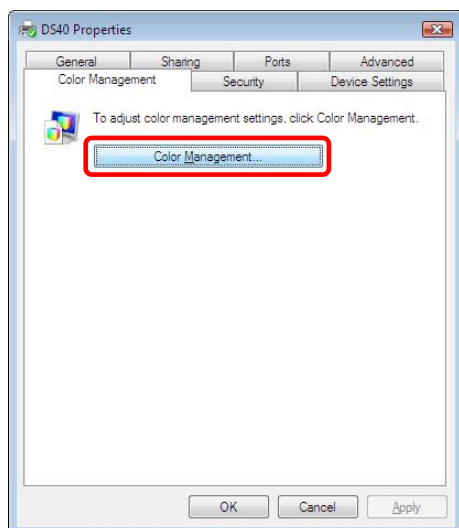 DS40 Properties
General Sharing Ports Advanced
Color Management Security Device Settings
To adjust color management settings, click Color Management.
Color Management...
OK Cancel Apply